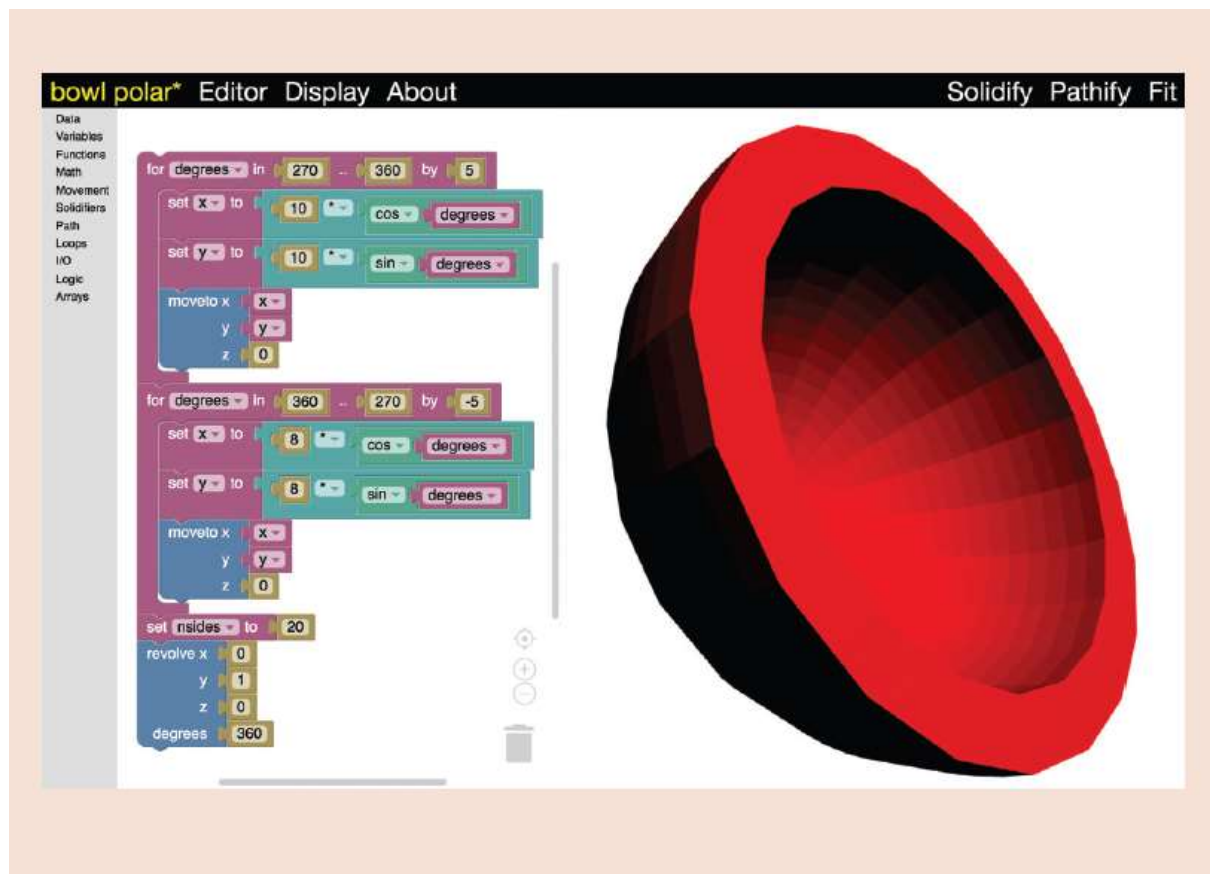 bowl polar* Editor Display About Solidify Pathify Fit
Data
Variables
Functions
Math
Movement
Solidifiers
Path
Loops
I/O
Logic
Arrays
for degrees in 270 .. 360 by 5
set x to 10 * cos degrees
set y to 10 * sin degrees
moveto x x
y y
z 0
for degrees in 360 .. 270 by -5
set x to 8 * cos degrees
set y to 8 * sin degrees
moveto x x
y y
z 0
set nsides to 20
revolve x 0
y 1
z 0
degrees 360